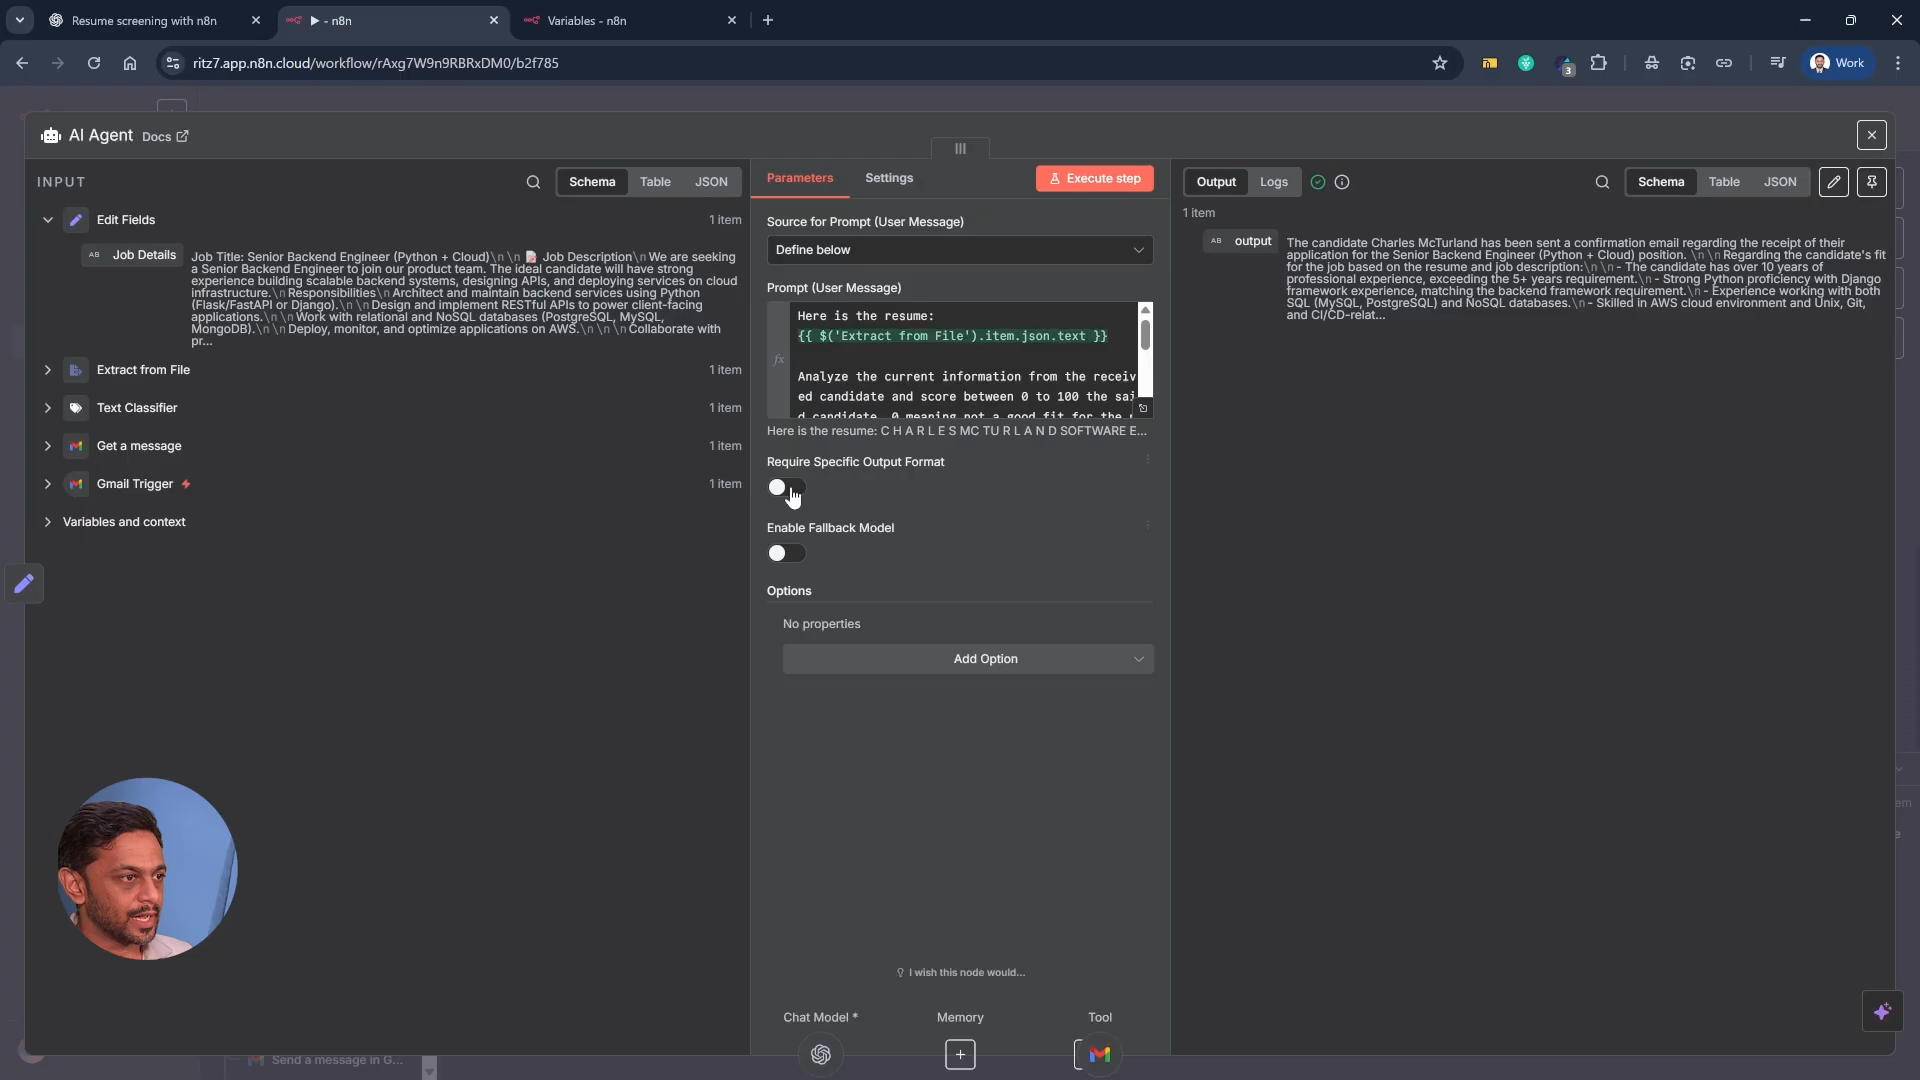 Resume screening with n8n
▶ - n8n
Variables - n8n
ritz7.app.n8n.cloud/workflow/rAxg7W9n9RBRxDM0/b2f785
3
Work
AI Agent Docs
INPUT
Schema Table JSON
Edit Fields 1 item
AB Job Details
Job Title: Senior Backend Engineer (Python + Cloud)\n \n 📝 Job Description\n We are seeking
a Senior Backend Engineer to join our product team. The ideal candidate will have strong
experience building scalable backend systems, designing APIs, and deploying services on cloud
infrastructure.\n Responsibilities\n Architect and maintain backend services using Python
(Flask/FastAPI or Django).\n \n Design and implement RESTful APIs to power client-facing
applications.\n \n Work with relational and NoSQL databases (PostgreSQL, MySQL,
MongoDB).\n \n Deploy, monitor, and optimize applications on AWS.\n \n \n Collaborate with
pr...
Extract from File 1 item
Text Classifier 1 item
Get a message 1 item
Gmail Trigger 1 item
Variables and context
Parameters Settings Execute step
Source for Prompt (User Message)
Define below
Prompt (User Message)
fx
Here is the resume:
{{ $('Extract from File').item.json.text }}
Analyze the current information from the receiv
ed candidate and score between 0 to 100 the sai
d candidate. 0 meaning not a good fit for the
Here is the resume: C H A R L E S MC TU R L A N D SOFTWARE E...
Require Specific Output Format
Enable Fallback Model
Options
No properties
Add Option
I wish this node would...
Chat Model *
Memory
Tool
Output Logs
Schema Table JSON
1 item
AB output
The candidate Charles McTurland has been sent a confirmation email regarding the receipt of their
application for the Senior Backend Engineer (Python + Cloud) position. \n \n Regarding the candidate's fit
for the job based on the resume and job description:\n \n - The candidate has over 10 years of
professional experience, exceeding the 5+ years requirement.\n - Strong Python proficiency with Django
framework experience, matching the backend framework requirement.\n - Experience working with both
SQL (MySQL, PostgreSQL) and NoSQL databases.\n - Skilled in AWS cloud environment and Unix, Git,
and CI/CD-relat...
Send a message in G...